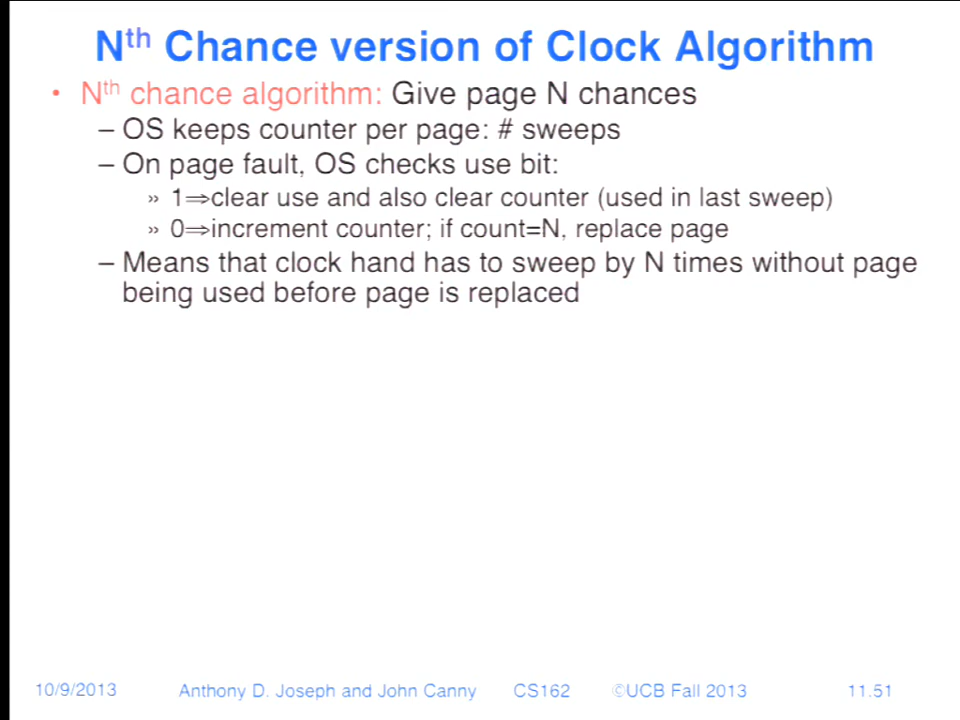 Nth Chance version of Clock Algorithm
• Nth chance algorithm: Give page N chances
– OS keeps counter per page: # sweeps
– On page fault, OS checks use bit:
» 1⇒clear use and also clear counter (used in last sweep)
» 0⇒increment counter; if count=N, replace page
– Means that clock hand has to sweep by N times without page
being used before page is replaced
10/9/2013 Anthony D. Joseph and John Canny CS162 ©UCB Fall 2013 11.51